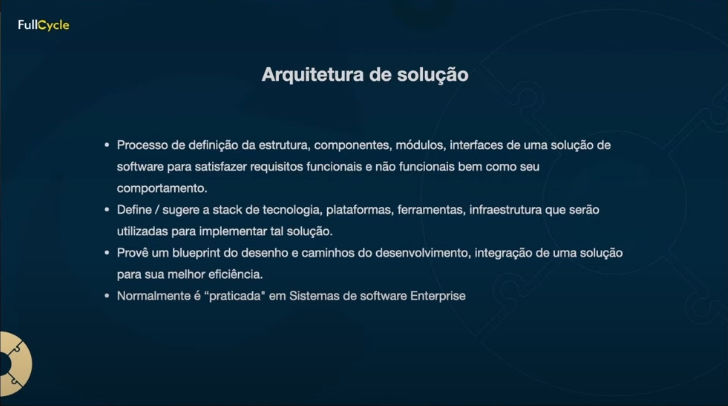 FullCycle
Arquitetura de solução
• Processo de definição da estrutura, componentes, módulos, interfaces de uma solução de
software para satisfazer requisitos funcionais e não funcionais bem como seu
comportamento.
• Define / sugere a stack de tecnologia, plataformas, ferramentas, infraestrutura que serão
utilizadas para implementar tal solução.
• Provê um blueprint do desenho e caminhos do desenvolvimento, integração de uma solução
para sua melhor eficiência.
• Normalmente é “praticada" em Sistemas de software Enterprise